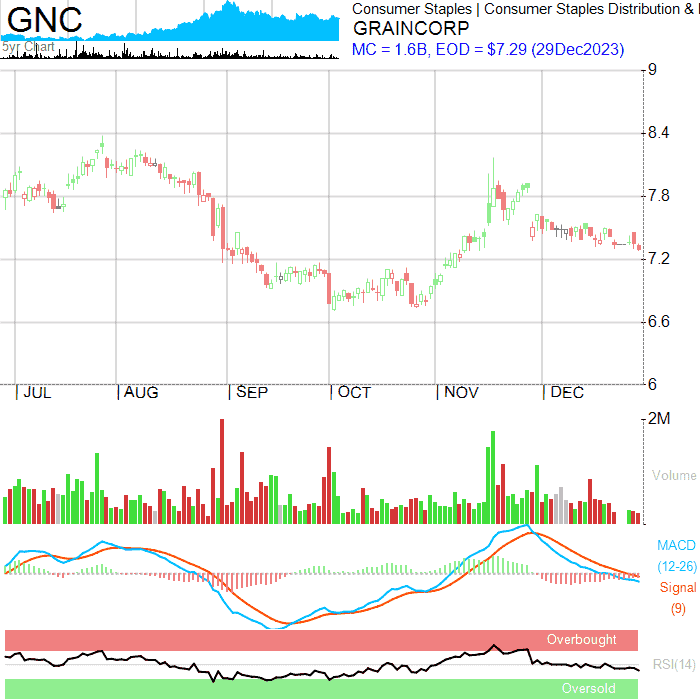 GNC
5yr Chart
Consumer Staples | Consumer Staples Distribution &
GRAINCORP
MC = 1.6B, EOD = $7.29 (29Dec2023)
9
8.4
7.8
7.2
6.6
6
JUL
AUG
SEP
OCT
NOV
DEC
2M
Volume
MACD
(12-26)
Signal
(9)
Overbought
RSI(14)
Oversold